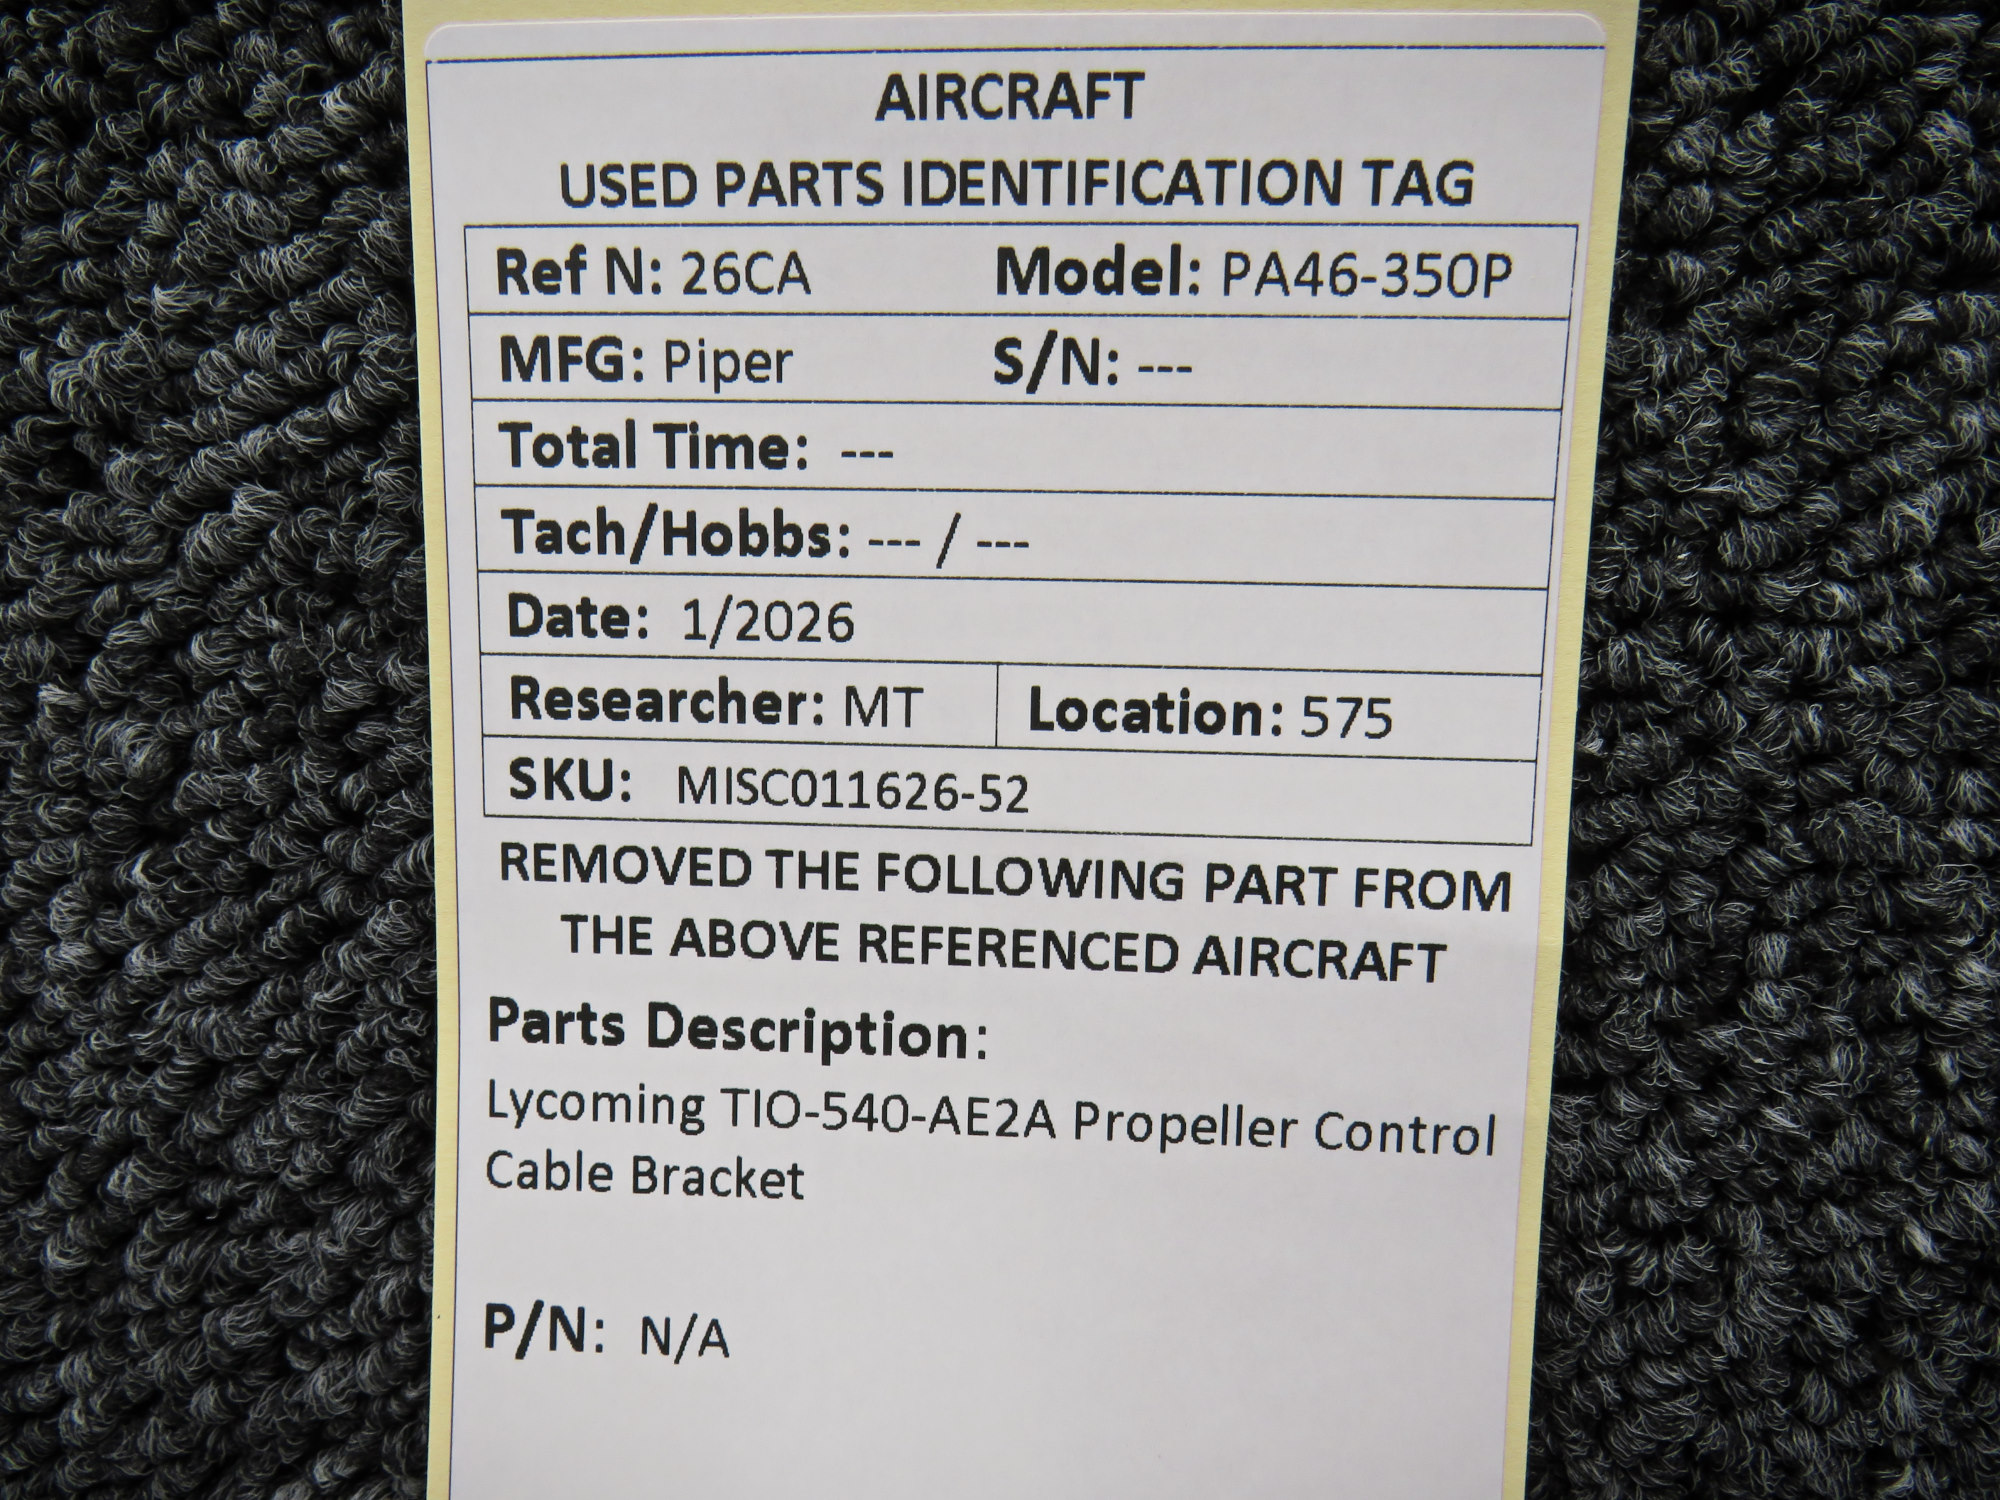 AIRCRAFT
USED PARTS IDENTIFICATION TAG
Ref N: 26CA Model: PA46-350P
MFG: Piper S/N: ---
Total Time: ---
Tach/Hobbs: --- / ---
Date: 1/2026
Researcher: MT Location: 575
SKU: MISC011626-52
REMOVED THE FOLLOWING PART FROM
THE ABOVE REFERENCED AIRCRAFT
Parts Description:
Lycoming TIO-540-AE2A Propeller Control
Cable Bracket
P/N: N/A